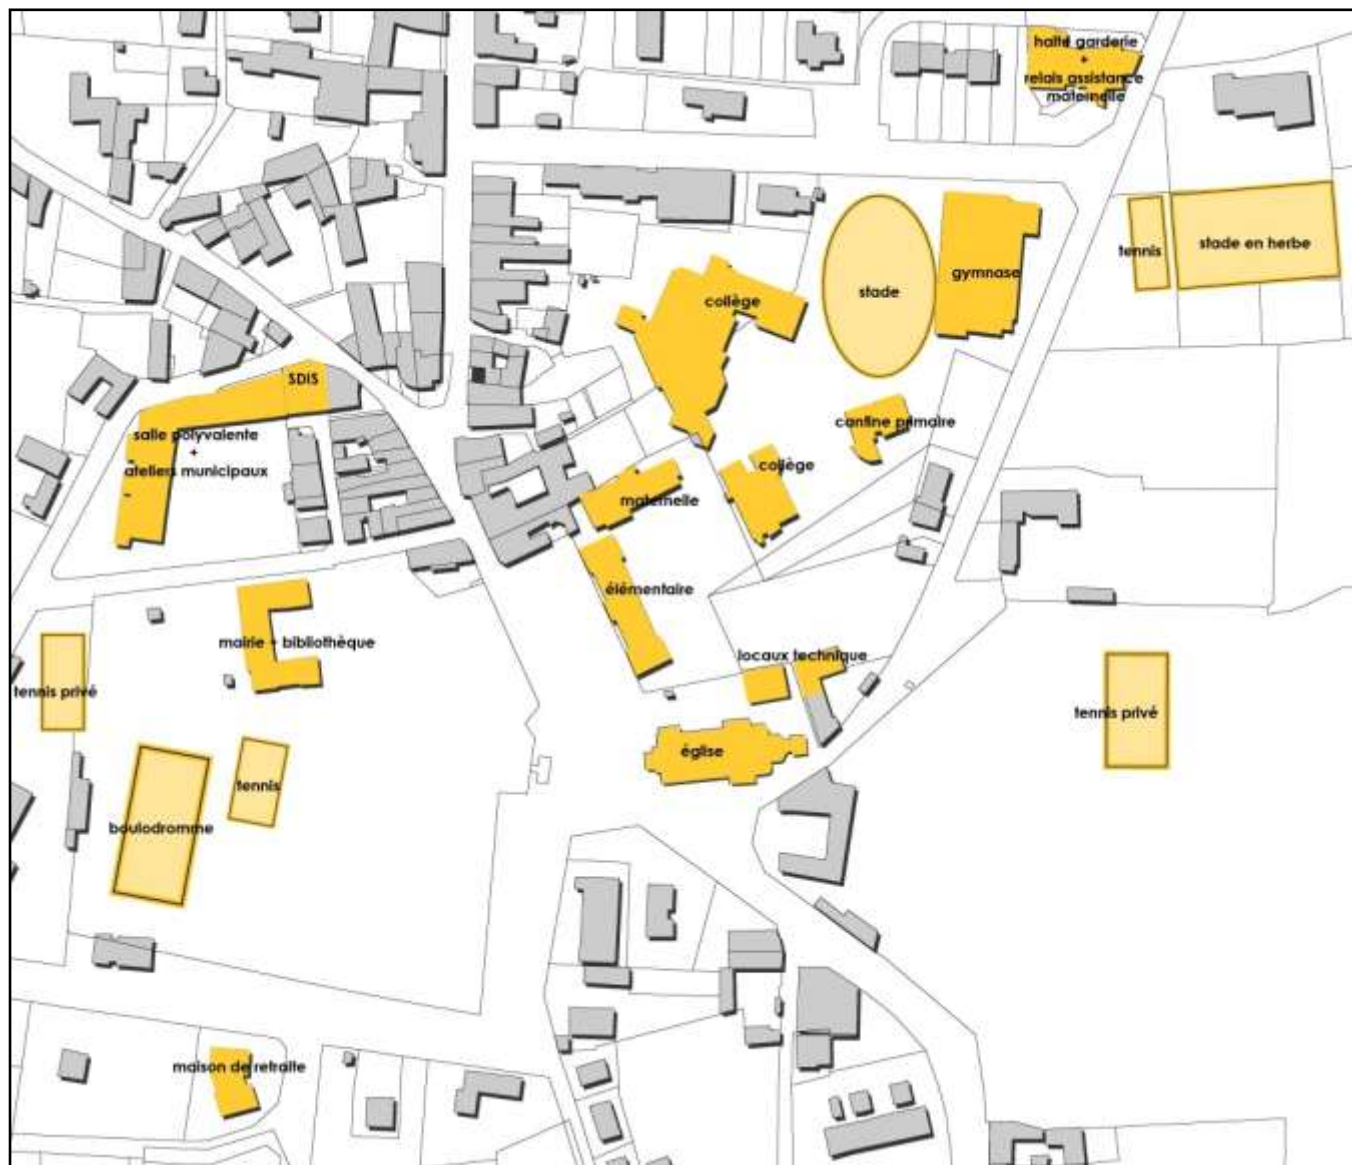 halte garderie
+
relais assistance
maternelle
tennis
stade en herbe
collège
stade
gymnase
SDIS
salle polyvalente
+
ateliers municipaux
cantine primaire
collège
maternelle
élémentaire
mairie + bibliothèque
locaux technique
tennis privé
tennis privé
église
tennis
boulodromme
maison de retraite